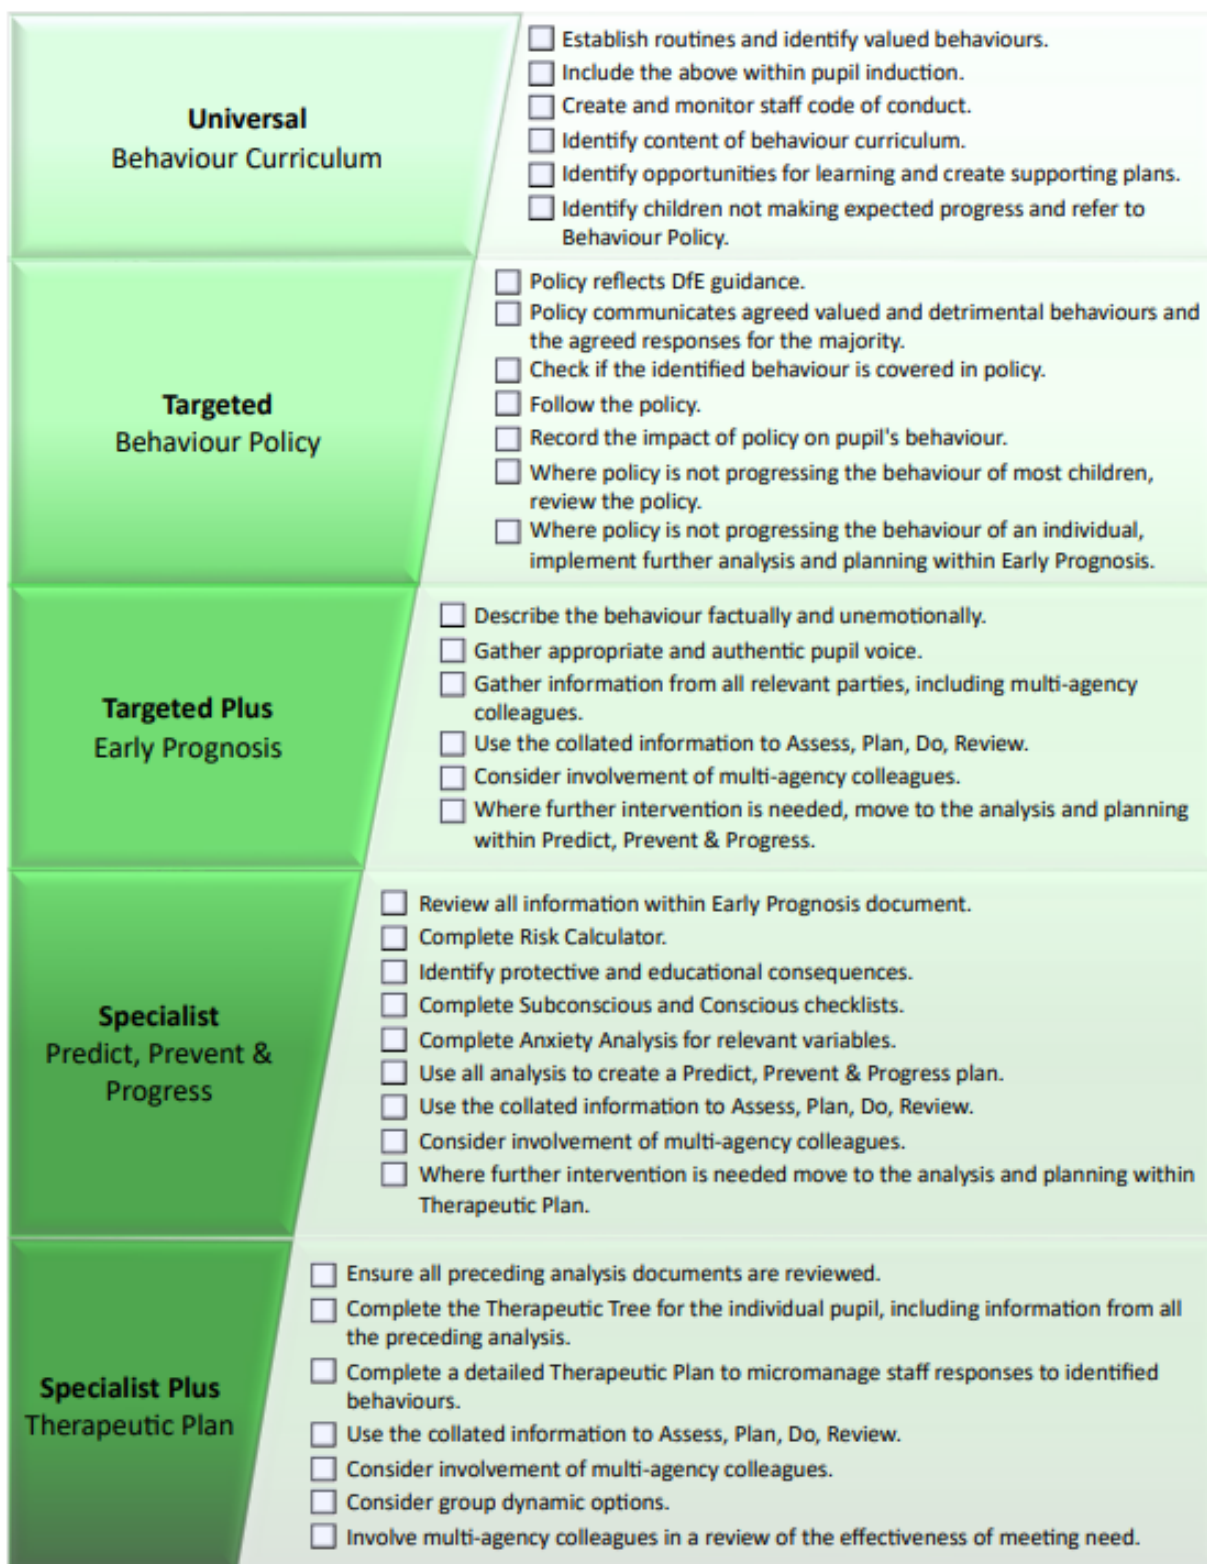 Universal
Behaviour Curriculum
Establish routines and identify valued behaviours.
Include the above within pupil induction.
Create and monitor staff code of conduct.
Identify content of behaviour curriculum.
Identify opportunities for learning and create supporting plans.
Identify children not making expected progress and refer to
Behaviour Policy.
Targeted
Behaviour Policy
Policy reflects DfE guidance.
Policy communicates agreed valued and detrimental behaviours and
the agreed responses for the majority.
Check if the identified behaviour is covered in policy.
Follow the policy.
Record the impact of policy on pupil's behaviour.
Where policy is not progressing the behaviour of most children,
review the policy.
Where policy is not progressing the behaviour of an individual,
implement further analysis and planning within Early Prognosis.
Targeted Plus
Early Prognosis
Describe the behaviour factually and unemotionally.
Gather appropriate and authentic pupil voice.
Gather information from all relevant parties, including multi-agency
colleagues.
Use the collated information to Assess, Plan, Do, Review.
Consider involvement of multi-agency colleagues.
Where further intervention is needed, move to the analysis and planning
within Predict, Prevent & Progress.
Specialist
Predict, Prevent &
Progress
Review all information within Early Prognosis document.
Complete Risk Calculator.
Identify protective and educational consequences.
Complete Subconscious and Conscious checklists.
Complete Anxiety Analysis for relevant variables.
Use all analysis to create a Predict, Prevent & Progress plan.
Use the collated information to Assess, Plan, Do, Review.
Consider involvement of multi-agency colleagues.
Where further intervention is needed move to the analysis and planning within
Therapeutic Plan.
Specialist Plus
Therapeutic Plan
Ensure all preceding analysis documents are reviewed.
Complete the Therapeutic Tree for the individual pupil, including information from all
the preceding analysis.
Complete a detailed Therapeutic Plan to micromanage staff responses to identified
behaviours.
Use the collated information to Assess, Plan, Do, Review.
Consider involvement of multi-agency colleagues.
Consider group dynamic options.
Involve multi-agency colleagues in a review of the effectiveness of meeting need.